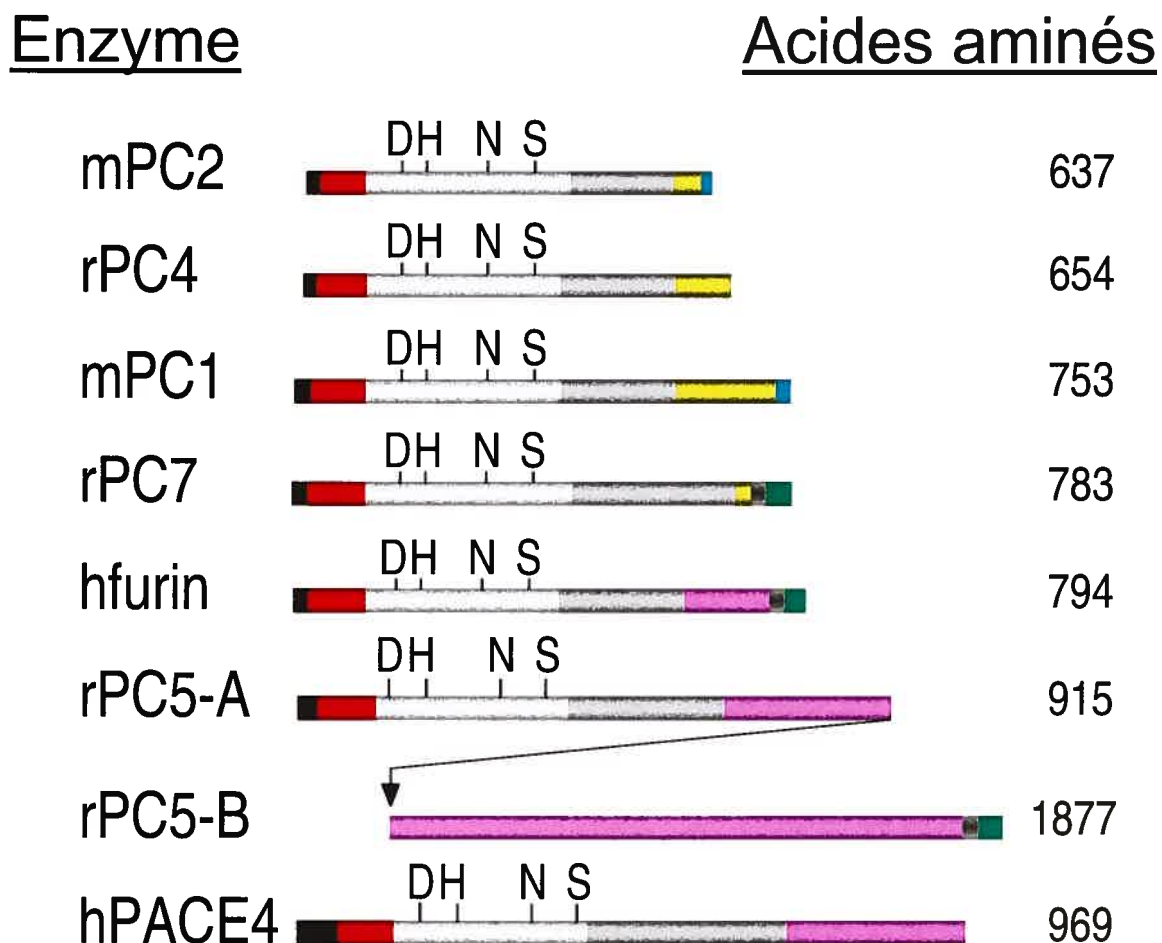 Enzyme Acides aminés
DH N S
mPC2 637
DH N S
rPC4 654
DH N S
mPC1 753
DH N S
rPC7 783
DH N S
hfurin 794
DH N S
rPC5-A 915
rPC5-B 1877
DH N S
hPACE4 969